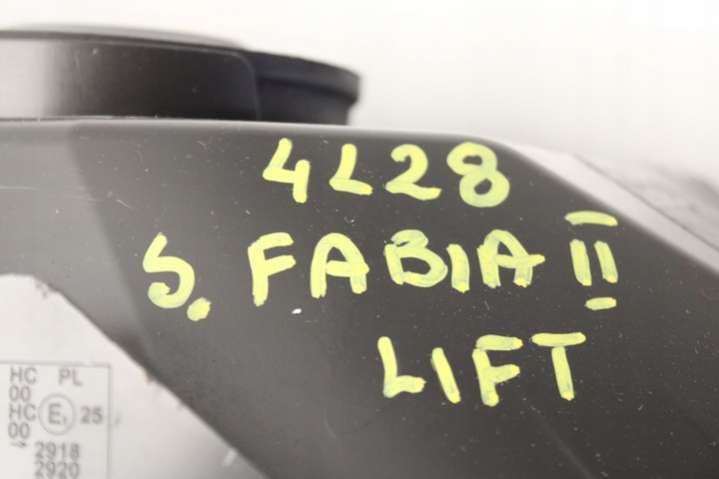 4L28
S. FABIA II
LIFT
HC PL
00
HC E1 25
00
→ 2918
2920